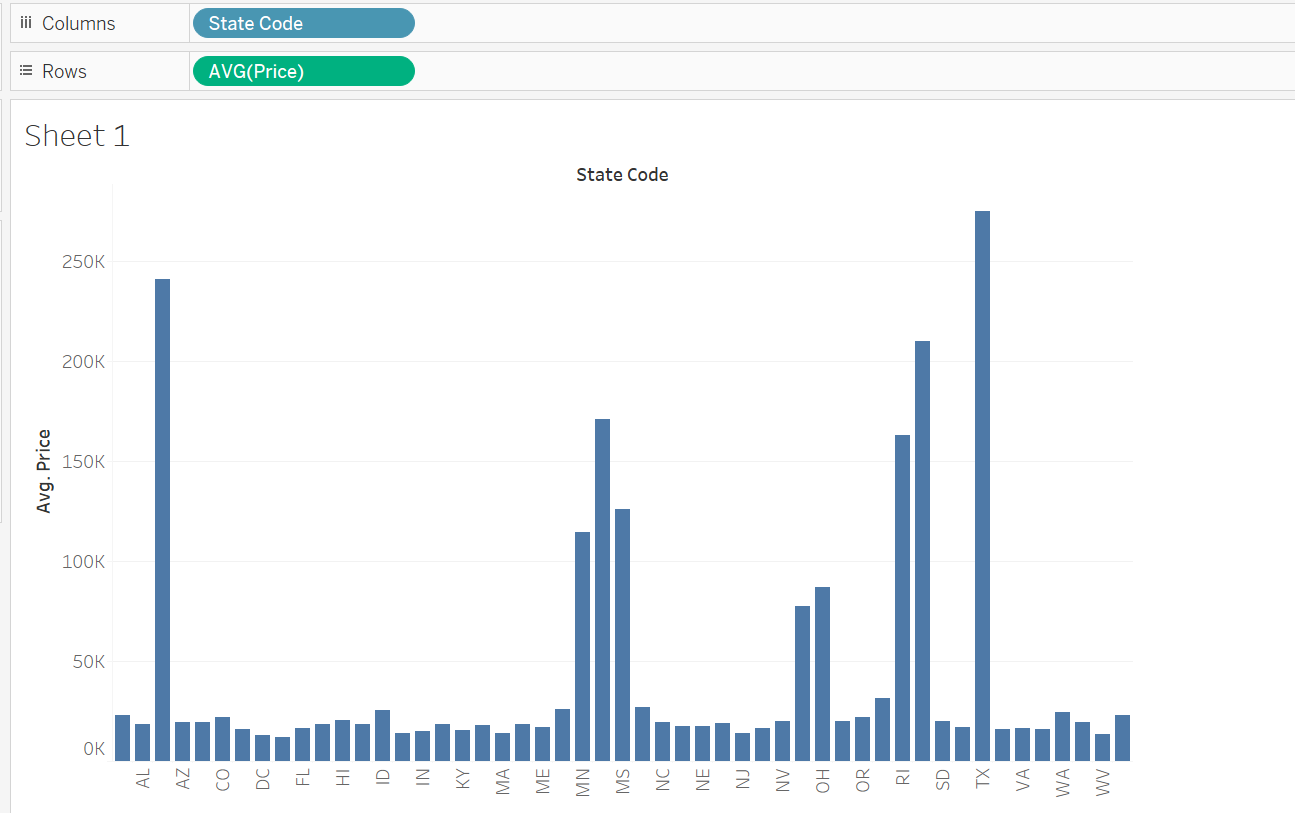 Columns State Code
Rows AVG(Price)
Sheet 1
State Code
250K
200K
150K
100K
50K
0K
Avg. Price
AL AZ CO DC FL HI ID IN KY MA ME MN MS NC NE NJ NV OH OR RI SD TX VA WA WV